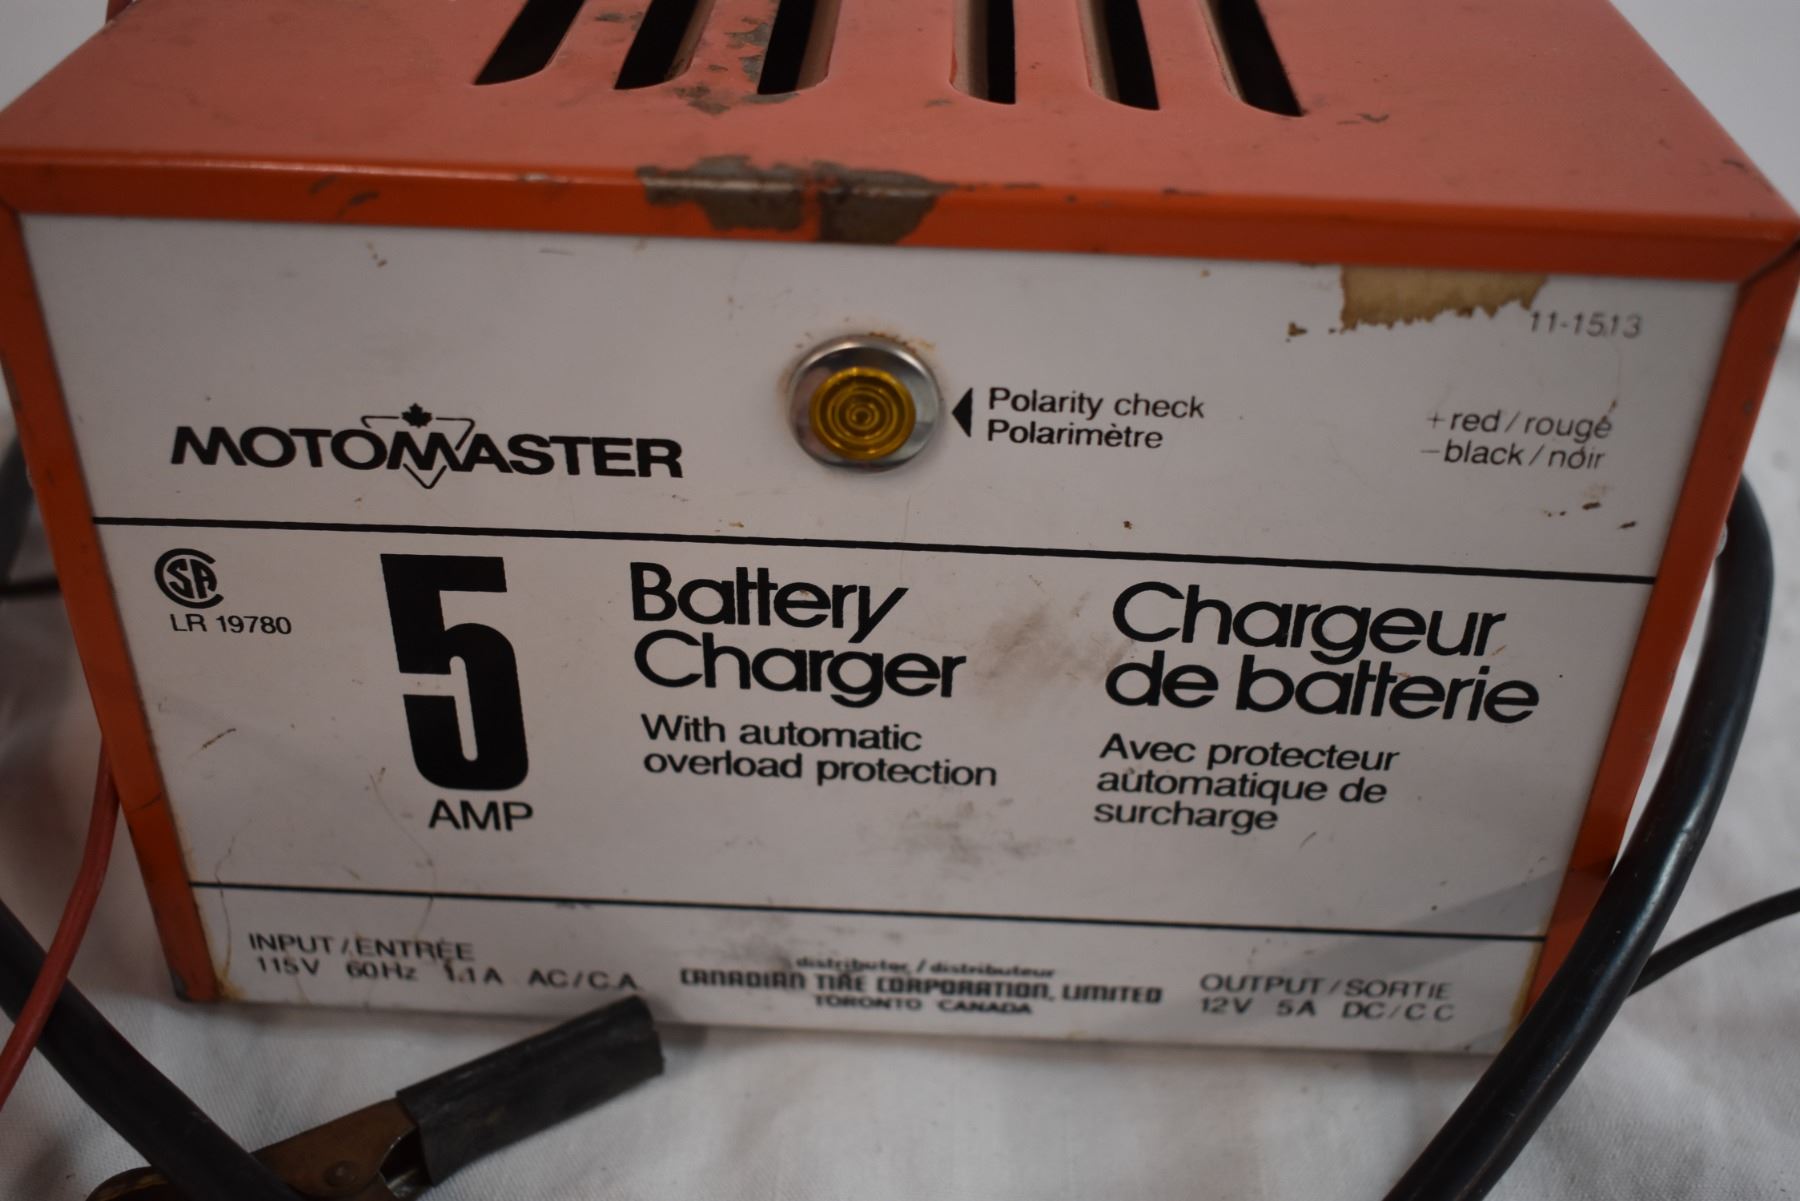 11-1513
MOTOMASTER
Polarity check
Polarimètre
+red/rouge
-black/noir
CSA
LR 19780
5
AMP
Battery
Charger
With automatic
overload protection
Chargeur
de batterie
Avec protecteur
automatique de
surcharge
INPUT/ENTRÉE
115V 60Hz 1.1A AC/C.A
distributor/distributeur
CANADIAN TIRE CORPORATION, LIMITED
TORONTO CANADA
OUTPUT/SORTIE
12V 5A DC/C C